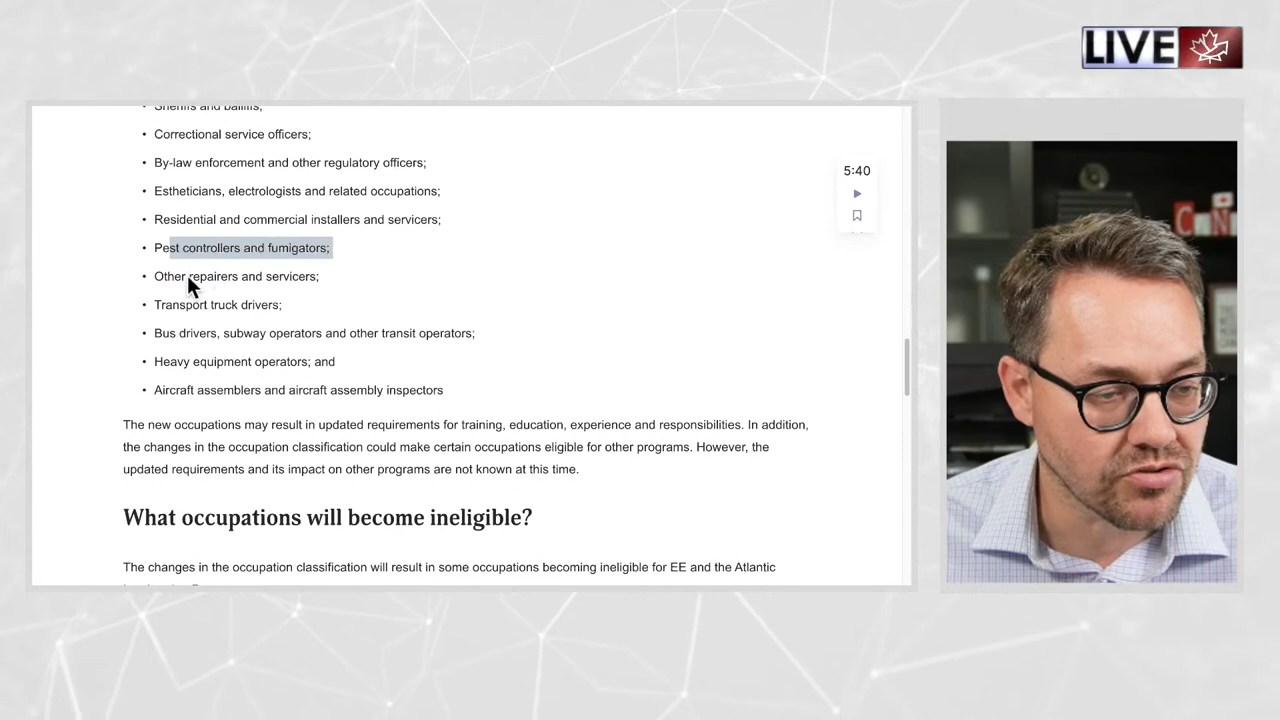 LIVE
Sheriffs and bailiffs;
• Correctional service officers;
• By-law enforcement and other regulatory officers;
• Estheticians, electrologists and related occupations;
• Residential and commercial installers and servicers;
• Pest controllers and fumigators;
• Other repairers and servicers;
• Transport truck drivers;
• Bus drivers, subway operators and other transit operators;
• Heavy equipment operators; and
• Aircraft assemblers and aircraft assembly inspectors
5:40
The new occupations may result in updated requirements for training, education, experience and responsibilities. In addition,
the changes in the occupation classification could make certain occupations eligible for other programs. However, the
updated requirements and its impact on other programs are not known at this time.
What occupations will become ineligible?
The changes in the occupation classification will result in some occupations becoming ineligible for EE and the Atlantic
C N